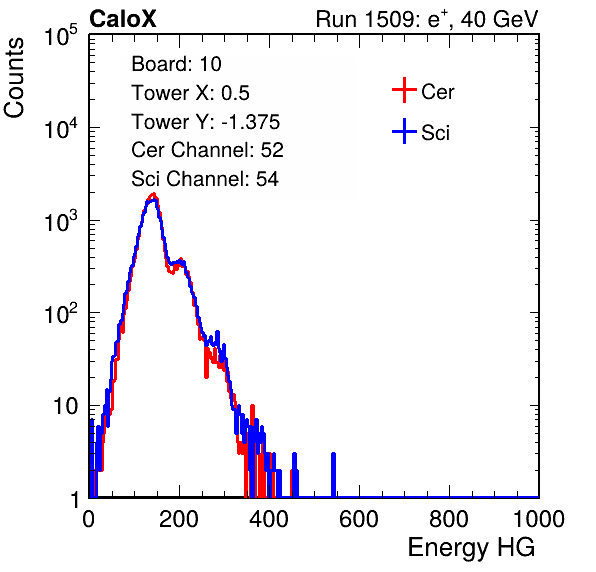 CaloX Run 1509: e⁺, 40 GeV
Counts
10⁵
10⁴
10³
10²
10
1
Board: 10
Tower X: 0.5
Tower Y: -1.375
Cer Channel: 52
Sci Channel: 54
Cer
Sci
0 200 400 600 800 1000
Energy HG